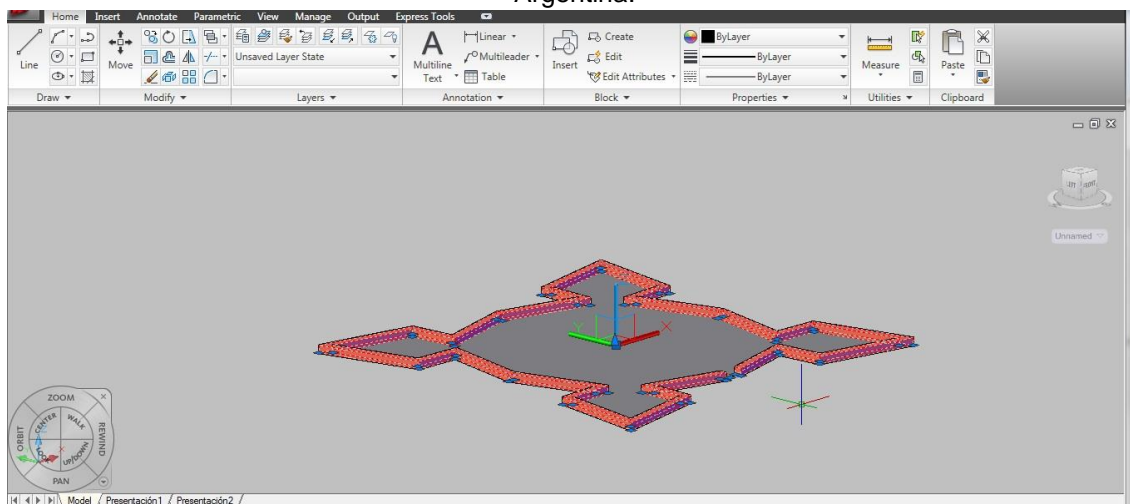 Argentina.
Home Insert Annotate Parametric View Manage Output Express Tools
Line
Move
Unsaved Layer State
A
Multiline Text
Linear
Multileader
Table
Insert
Create
Edit
Edit Attributes
ByLayer
ByLayer
ByLayer
Measure
Paste
Draw Modify Layers Annotation Block Properties Utilities Clipboard
Unnamed
Y X
ZOOM
CENTER WALK
ORBIT REWIND
LOOK UP/DOWN
PAN
Model / Presentación1 / Presentación2 /